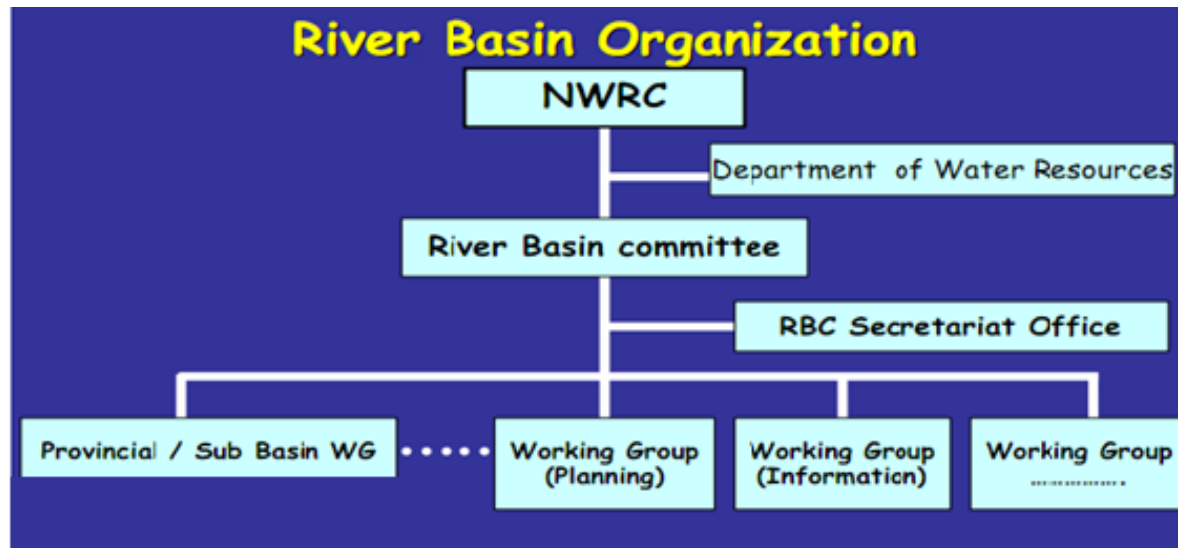 River Basin Organization
NWRC
Department of Water Resources
River Basin committee
RBC Secretariat Office
Provincial / Sub Basin WG
Working Group
(Planning)
Working Group
(Information)
Working Group
...............